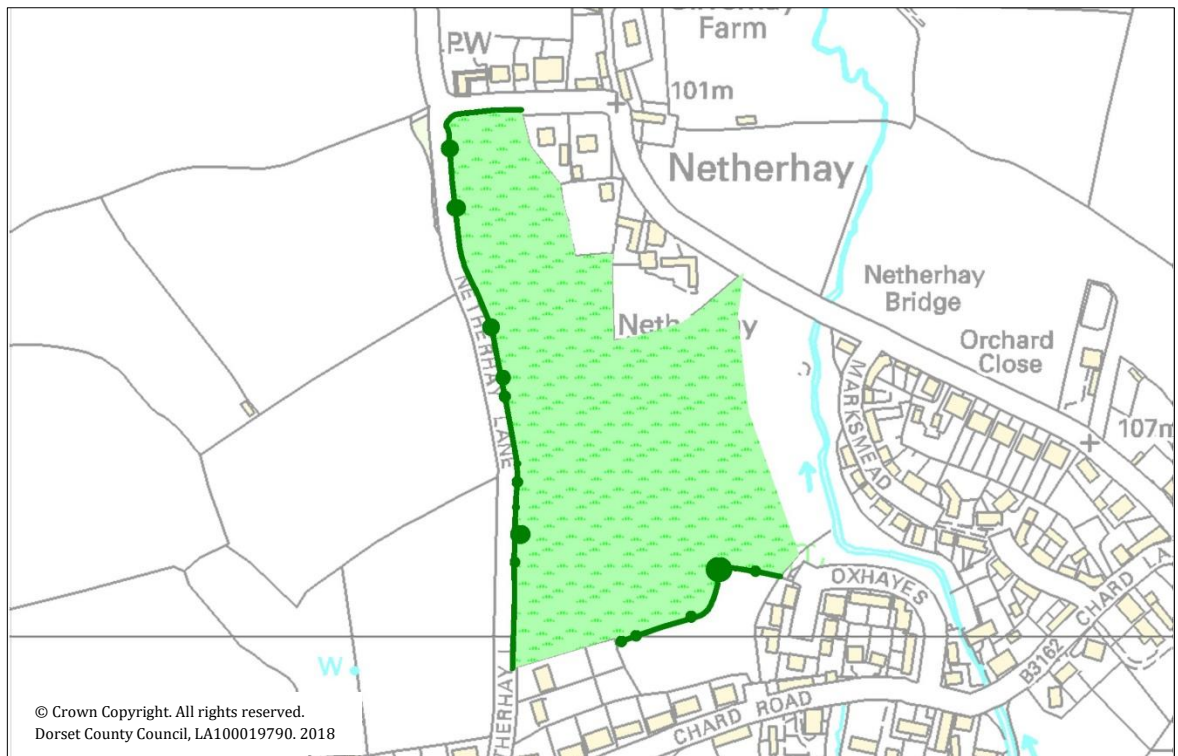 Farm
PW
101m
Netherhay
Netherhay
Bridge
Orchard
Close
NETHERHAY LANE
MARKSMEAD
107m
OXHAYES
CHARD
B3162
W
CHARD ROAD
© Crown Copyright. All rights reserved.
Dorset County Council, LA100019790. 2018